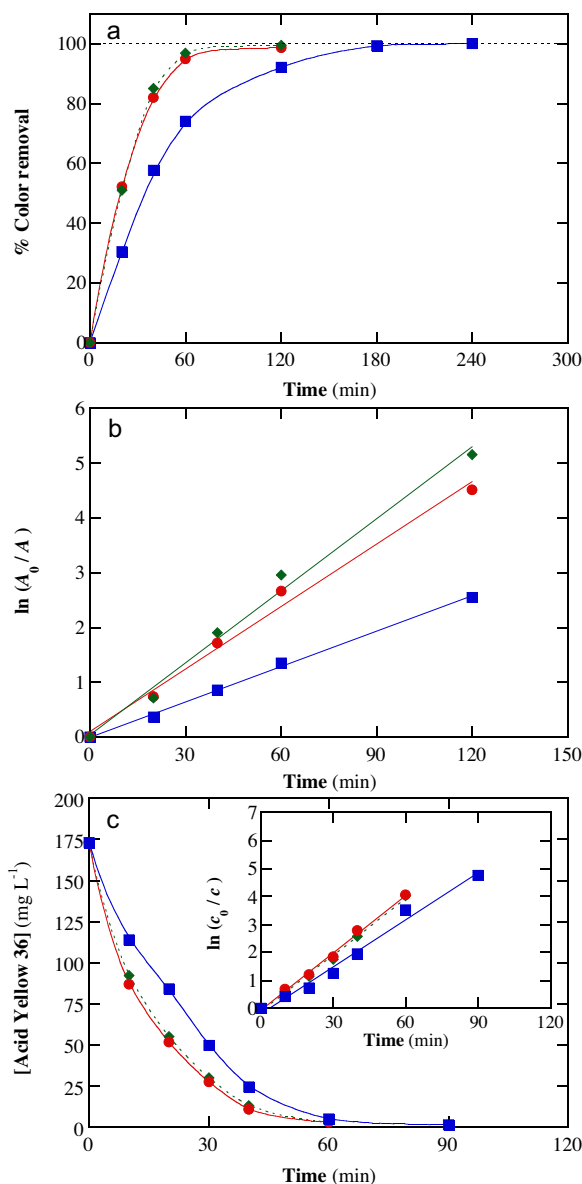 a
100
80
60
40
20
0
% Color removal
0 60 120 180 240 300
Time (min)
b
6
5
4
3
2
1
0
ln (A₀ / A )
0 30 60 90 120 150
Time (min)
c
200
175
150
125
100
75
50
25
0
[Acid Yellow 36] (mg L⁻¹)
7
6
5
4
3
2
1
0
ln (c₀ / c )
0 30 60 90 120
Time (min)
0 30 60 90 120
Time (min)